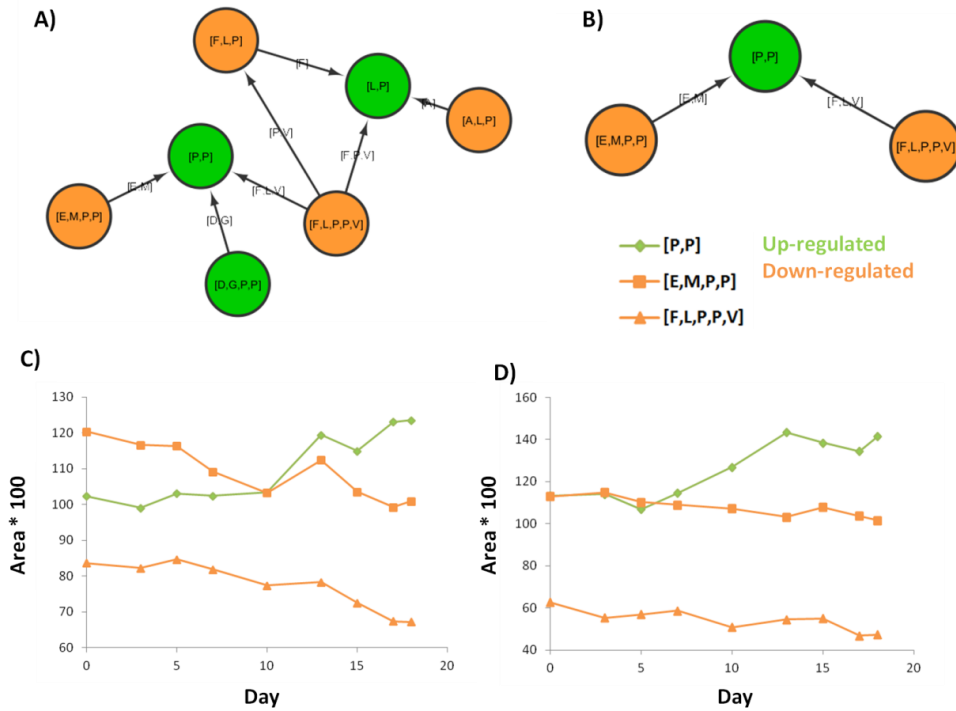 A)
[F,L,P]
[F]
[L,P]
[A,L,P]
[P,V]
[F,P,V]
[P,P]
[E,M]
[F,L,V]
[E,M,P,P]
[D,G]
[F,L,P,P,V]
[D,G,P,P]
B)
[P,P]
[E,M]
[F,L,V]
[E,M,P,P]
[F,L,P,P,V]
[P,P]
Up-regulated
[E,M,P,P]
Down-regulated
[F,L,P,P,V]
C)
130
120
110
100
90
80
70
60
0
5
10
15
20
Area * 100
Day
D)
160
140
120
100
80
60
40
0
5
10
15
20
Area * 100
Day